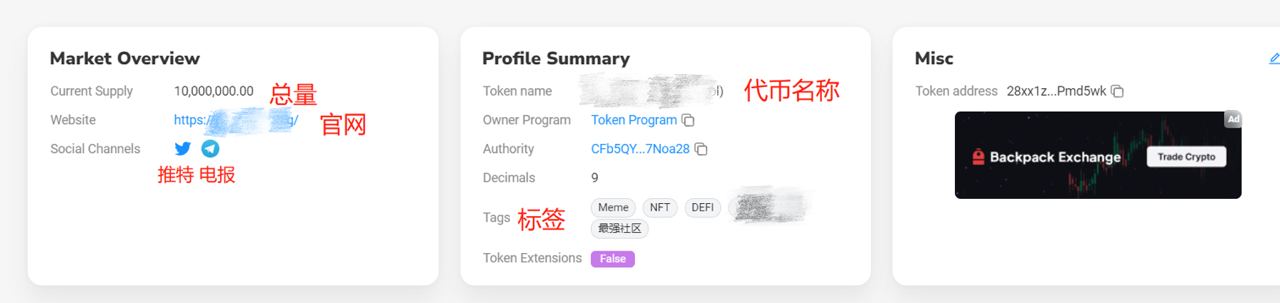 Market Overview
Current Supply 10,000,000.00 总量
Website https:/ g/ 官网
Social Channels
推特 电报
Profile Summary
Token name l) 代币名称
Owner Program Token Program
Authority CFb5QY...7Noa28
Decimals 9
Tags 标签 Meme NFT DEFI
最强社区
Token Extensions False
Misc
Token address 28xx1z...Pmd5wk
Ad
Backpack Exchange Trade Crypto